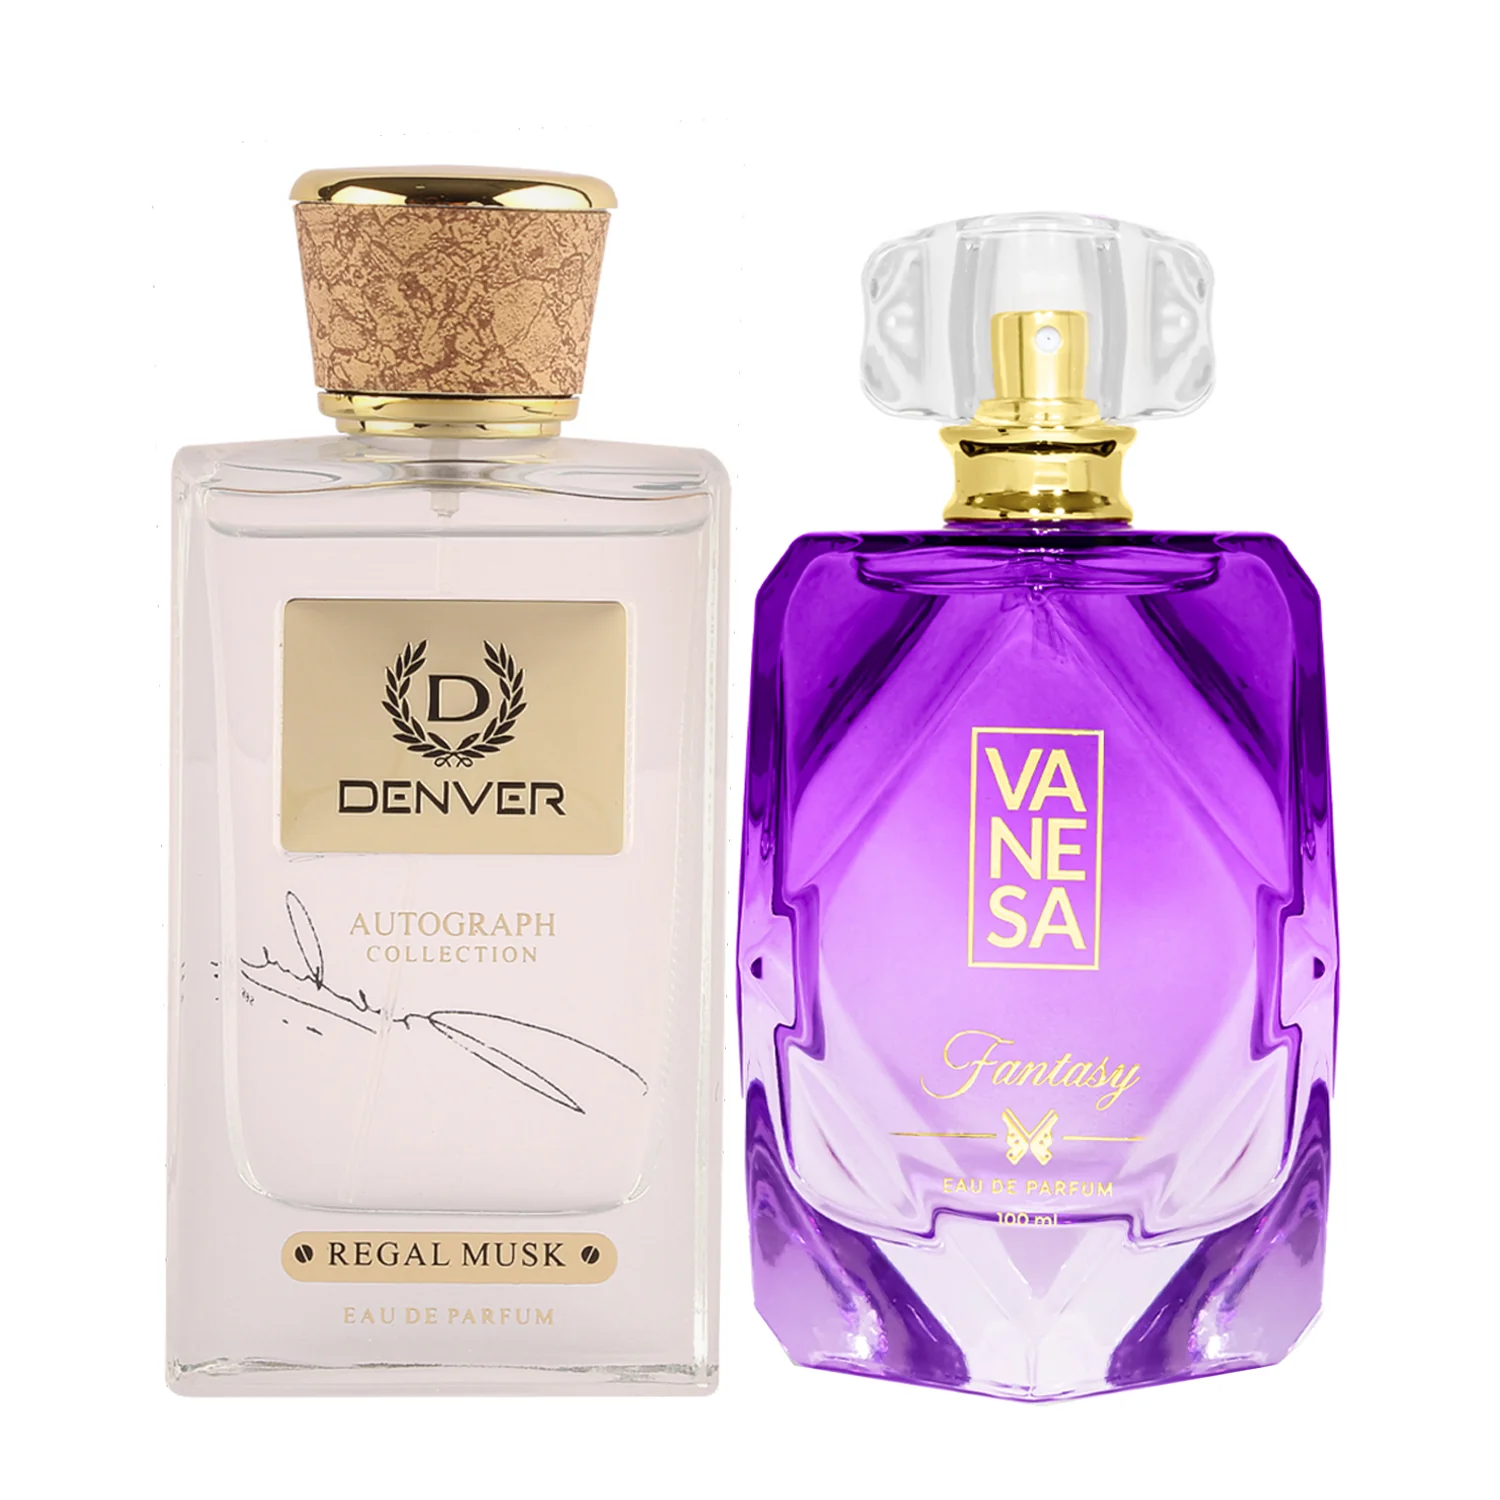 D
DENVER
AUTOGRAPH
COLLECTION
REGAL MUSK
EAU DE PARFUM
VA
NE
SA
Fantasy
EAU DE PARFUM
100 ml